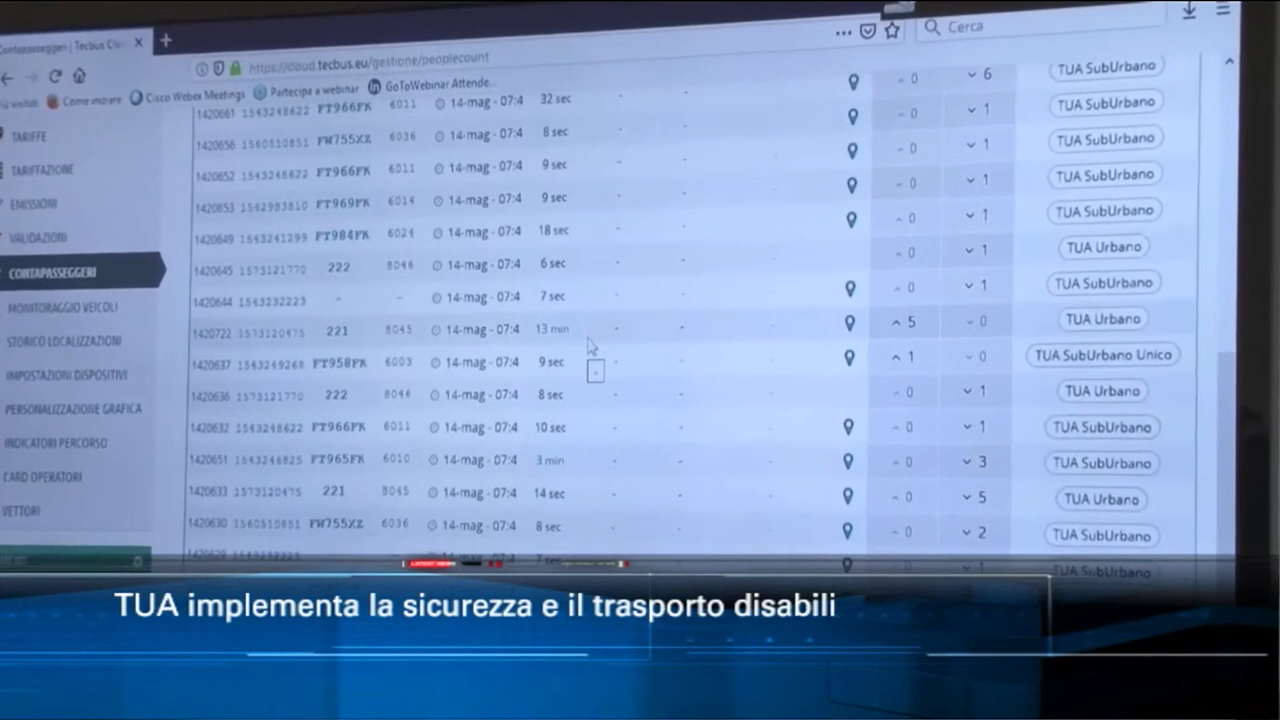 Contapasseggeri | Tecbus Clo
Cerca
https://cloud.tecbus.eu/gestione/peoplecount
Come iniziare Cisco Webex Meetings Partecipa a webinar GoToWebinar Attende...
TARIFFE
TARIFFAZIONE
EMISSIONI
VALIDAZIONI
CONTAPASSEGGERI
MONITORAGGIO VEICOLI
STORICO LOCALIZZAZIONI
IMPOSTAZIONI DISPOSITIVI
PERSONALIZZAZIONE GRAFICA
INDICATORI PERCORSO
CARD OPERATORI
VETTORI
0 6 TUA SubUrbano
1420661 1543248622 FT966FK 6011 14-mag - 07:4 32 sec - - 0 1 TUA SubUrbano
1420656 1560510851 FW755XZ 6036 14-mag - 07:4 8 sec - - 0 1 TUA SubUrbano
1420652 1543248622 FT966FK 6011 14-mag - 07:4 9 sec - - 0 1 TUA SubUrbano
1420653 1542983810 FT969FK 6014 14-mag - 07:4 9 sec - - 0 1 TUA SubUrbano
1420649 1543241299 FT984FK 6024 14-mag - 07:4 18 sec - - 0 1 TUA Urbano
1420645 1573121770 222 8046 14-mag - 07:4 6 sec - - 0 1 TUA SubUrbano
1420644 1543232223 - - 14-mag - 07:4 7 sec - - 5 0 TUA Urbano
1420722 1573120475 221 8045 14-mag - 07:4 13 min - - 1 0 TUA SubUrbano Unico
1420637 1543249268 FT958FK 6003 14-mag - 07:4 9 sec - - 0 1 TUA Urbano
1420636 1573121770 222 8046 14-mag - 07:4 8 sec - - 0 1 TUA SubUrbano
1420632 1543248622 FT966FK 6011 14-mag - 07:4 10 sec - - 0 3 TUA SubUrbano
1420651 1543246825 FT965FK 6010 14-mag - 07:4 3 min - - 0 5 TUA Urbano
1420633 1573120475 221 8045 14-mag - 07:4 14 sec - - 0 2 TUA SubUrbano
1420630 1560510851 FW755XZ 6036 14-mag - 07:4 8 sec - - 1 TUA SubUrbano
LATEST NEWS
TUA implementa la sicurezza e il trasporto disabili